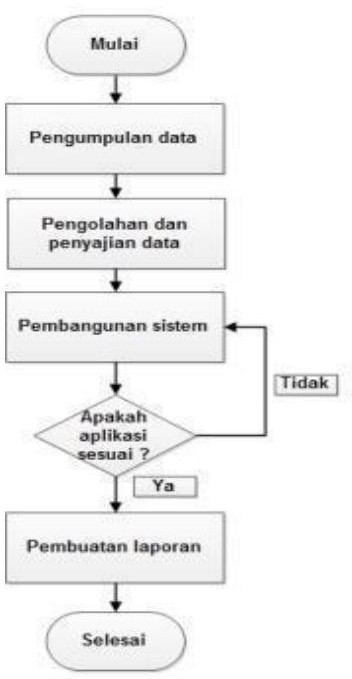 Mulai
Pengumpulan data
Pengolahan dan
penyajian data
Pembangunan sistem
Tidak
Apakah
aplikasi
sesuai ?
Ya
Pembuatan laporan
Selesai